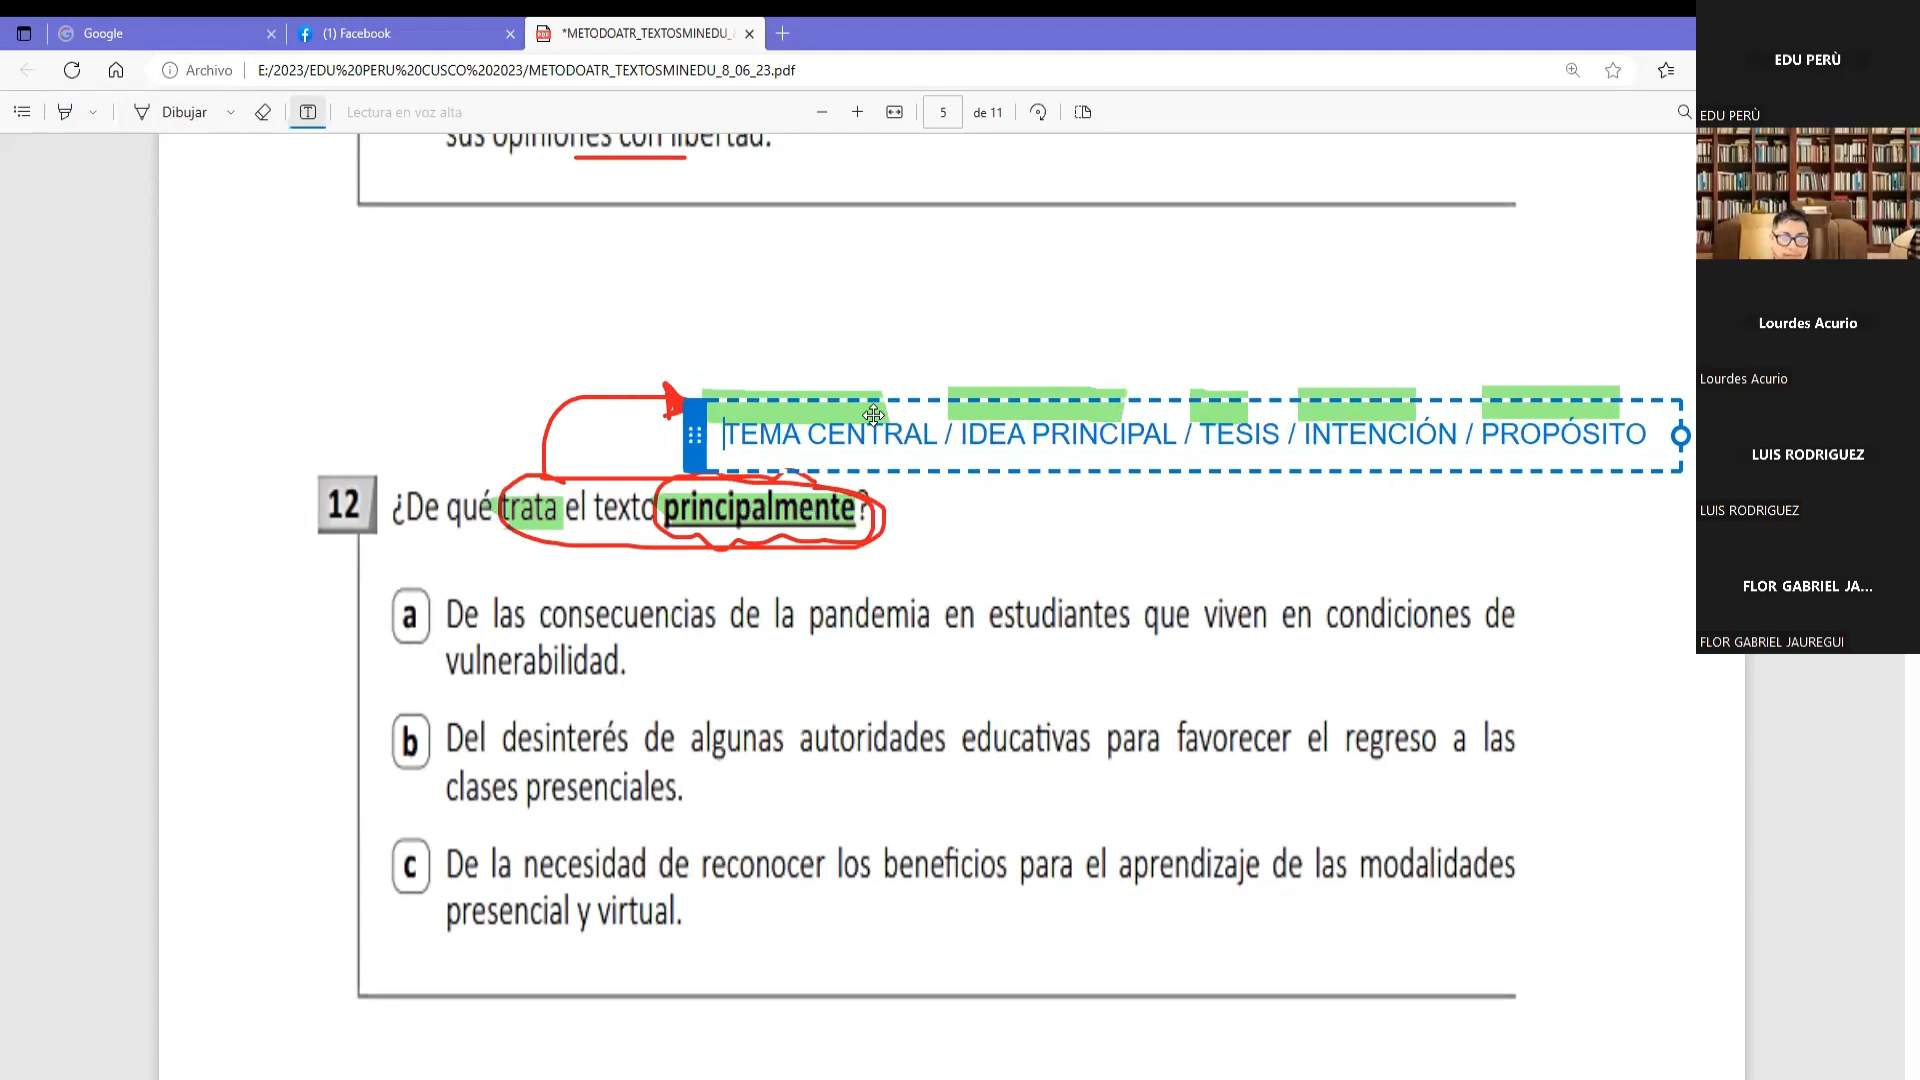 Google
(1) Facebook
*METODOATR_TEXTOSMINEDU_
Archivo
E:/2023/EDU%20PERU%20CUSCO%202023/METODOATR_TEXTOSMINEDU_8_06_23.pdf
Dibujar
Lectura en voz alta
5
de 11
sus opiniones con libertad.
TEMA CENTRAL / IDEA PRINCIPAL / TESIS / INTENCIÓN / PROPÓSITO
12 ¿De qué trata el texto principalmente?
a De las consecuencias de la pandemia en estudiantes que viven en condiciones de
vulnerabilidad.
b Del desinterés de algunas autoridades educativas para favorecer el regreso a las
clases presenciales.
c De la necesidad de reconocer los beneficios para el aprendizaje de las modalidades
presencial y virtual.
EDU PERÙ
EDU PERÙ
Lourdes Acurio
Lourdes Acurio
LUIS RODRIGUEZ
LUIS RODRIGUEZ
FLOR GABRIEL JA...
FLOR GABRIEL JAUREGUI